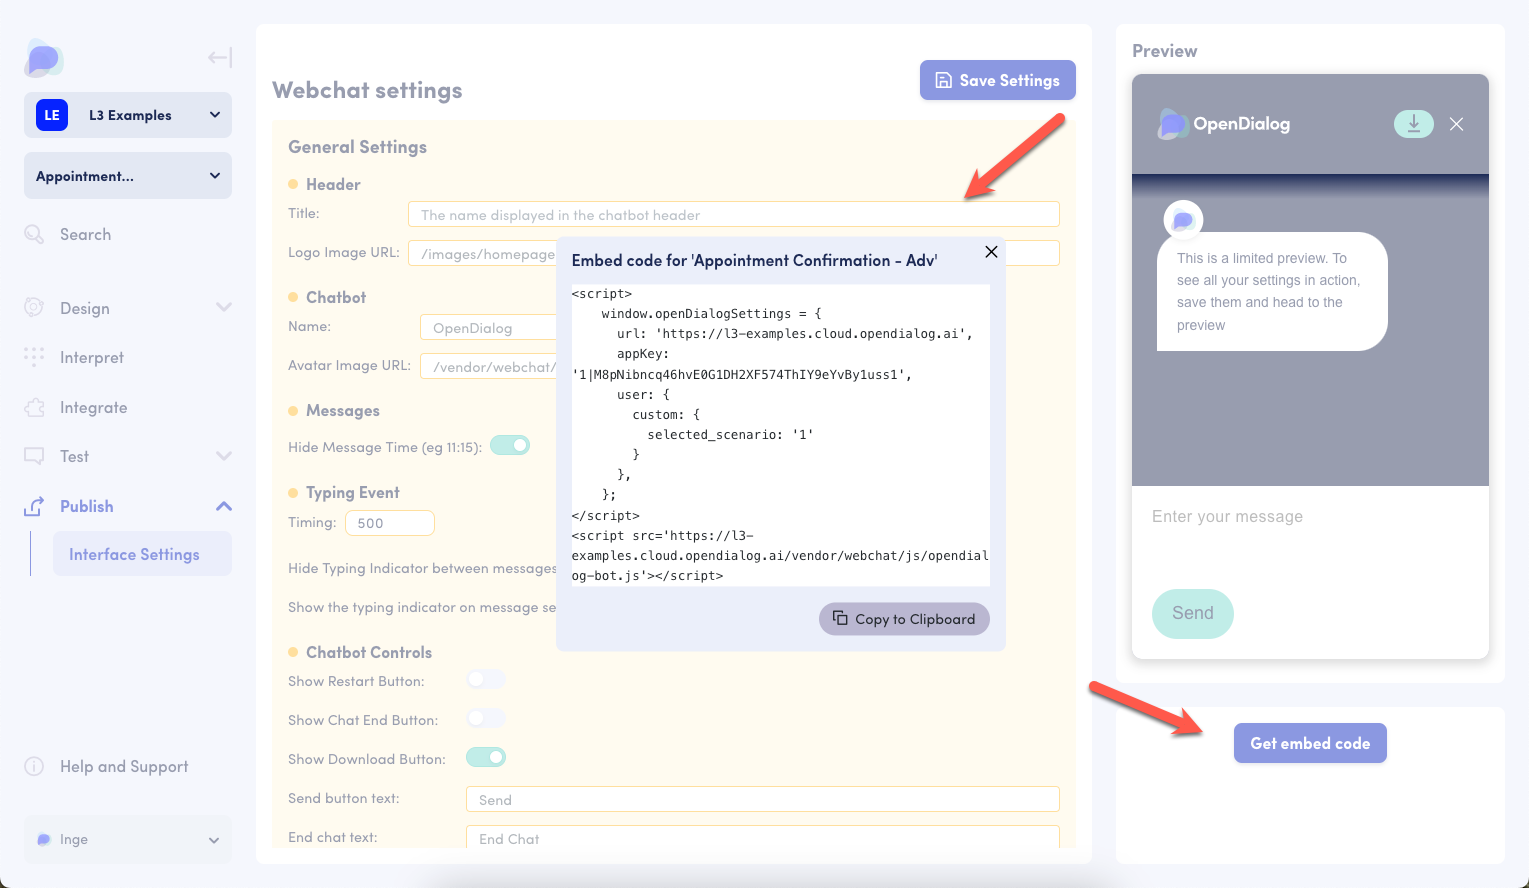 LE
L3 Examples
Appointment...
Search
Design
Interpret
Integrate
Test
Publish
Interface Settings
Help and Support
Inge
Webchat settings
Save Settings
General Settings
Header
Title:
The name displayed in the chatbot header
Logo Image URL:
/images/homepage
Chatbot
Name:
OpenDialog
Avatar Image URL:
/vendor/webchat/
Messages
Hide Message Time (eg 11:15):
Typing Event
Timing:
500
Hide Typing Indicator between messages
Show the typing indicator on message se
Chatbot Controls
Show Restart Button:
Show Chat End Button:
Show Download Button:
Send button text:
Send
End chat text:
End Chat
Embed code for 'Appointment Confirmation - Adv'
<script>
window.openDialogSettings = {
url: 'https://l3-examples.cloud.opendialog.ai',
appKey:
'1|M8pNibncq46hvE0G1DH2XF574ThIY9eYvBy1uss1',
user: {
custom: {
selected_scenario: '1'
}
},
};
</script>
<script src='https://l3-
examples.cloud.opendialog.ai/vendor/webchat/js/opendial
og-bot.js'></script>
Copy to Clipboard
Preview
OpenDialog
This is a limited preview. To
see all your settings in action,
save them and head to the
preview
Enter your message
Send
Get embed code